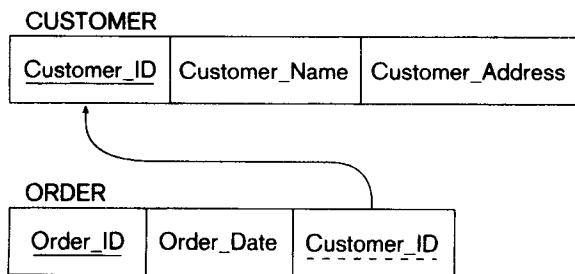 CUSTOMER
Customer_ID Customer_Name Customer_Address
ORDER
Order_ID Order_Date Customer_ID